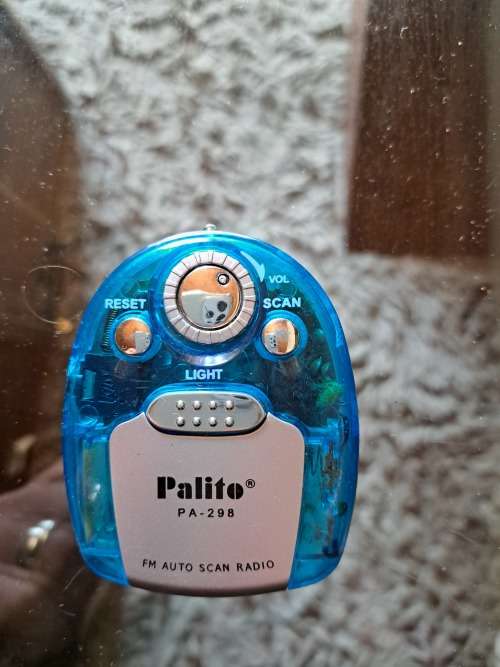 VOL
RESET
SCAN
LIGHT
Palito®
PA-298
FM AUTO SCAN RADIO